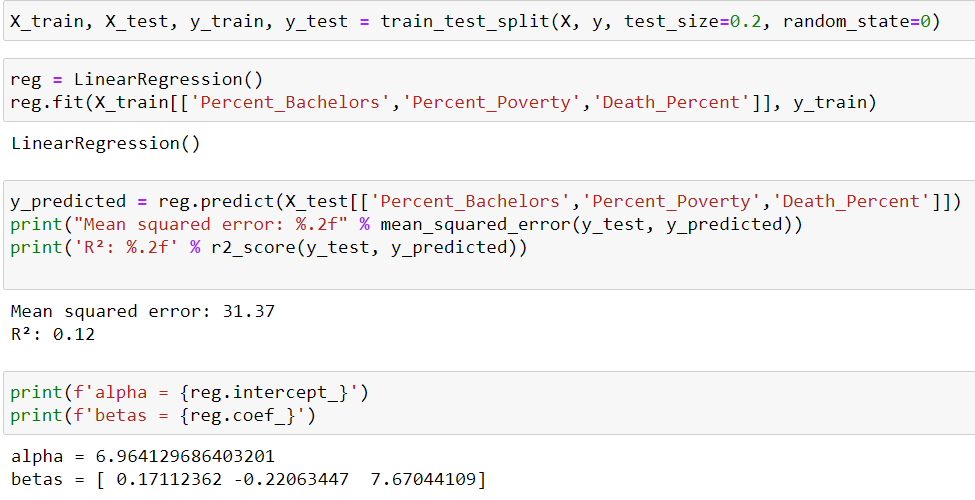 X_train, X_test, y_train, y_test = train_test_split(X, y, test_size=0.2, random_state=0)
reg = LinearRegression()
reg.fit(X_train[['Percent_Bachelors','Percent_Poverty','Death_Percent']], y_train)
LinearRegression()
y_predicted = reg.predict(X_test[['Percent_Bachelors','Percent_Poverty','Death_Percent']])
print("Mean squared error: %.2f" % mean_squared_error(y_test, y_predicted))
print('R²: %.2f' % r2_score(y_test, y_predicted))
Mean squared error: 31.37
R²: 0.12
print(f'alpha = {reg.intercept_}')
print(f'betas = {reg.coef_}')
alpha = 6.964129686403201
betas = [ 0.17112362 -0.22063447  7.67044109]